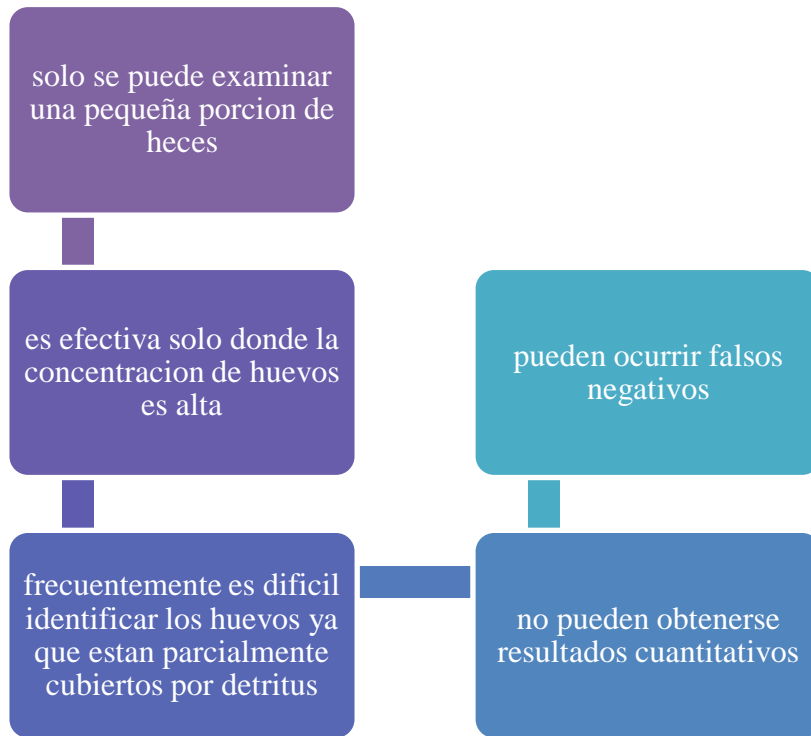 solo se puede examinar
una pequeña porcion de
heces
es efectiva solo donde la
concentracion de huevos
es alta
frecuentemente es dificil
identificar los huevos ya
que estan parcialmente
cubiertos por detritus
no pueden obtenerse
resultados cuantitativos
pueden ocurrir falsos
negativos